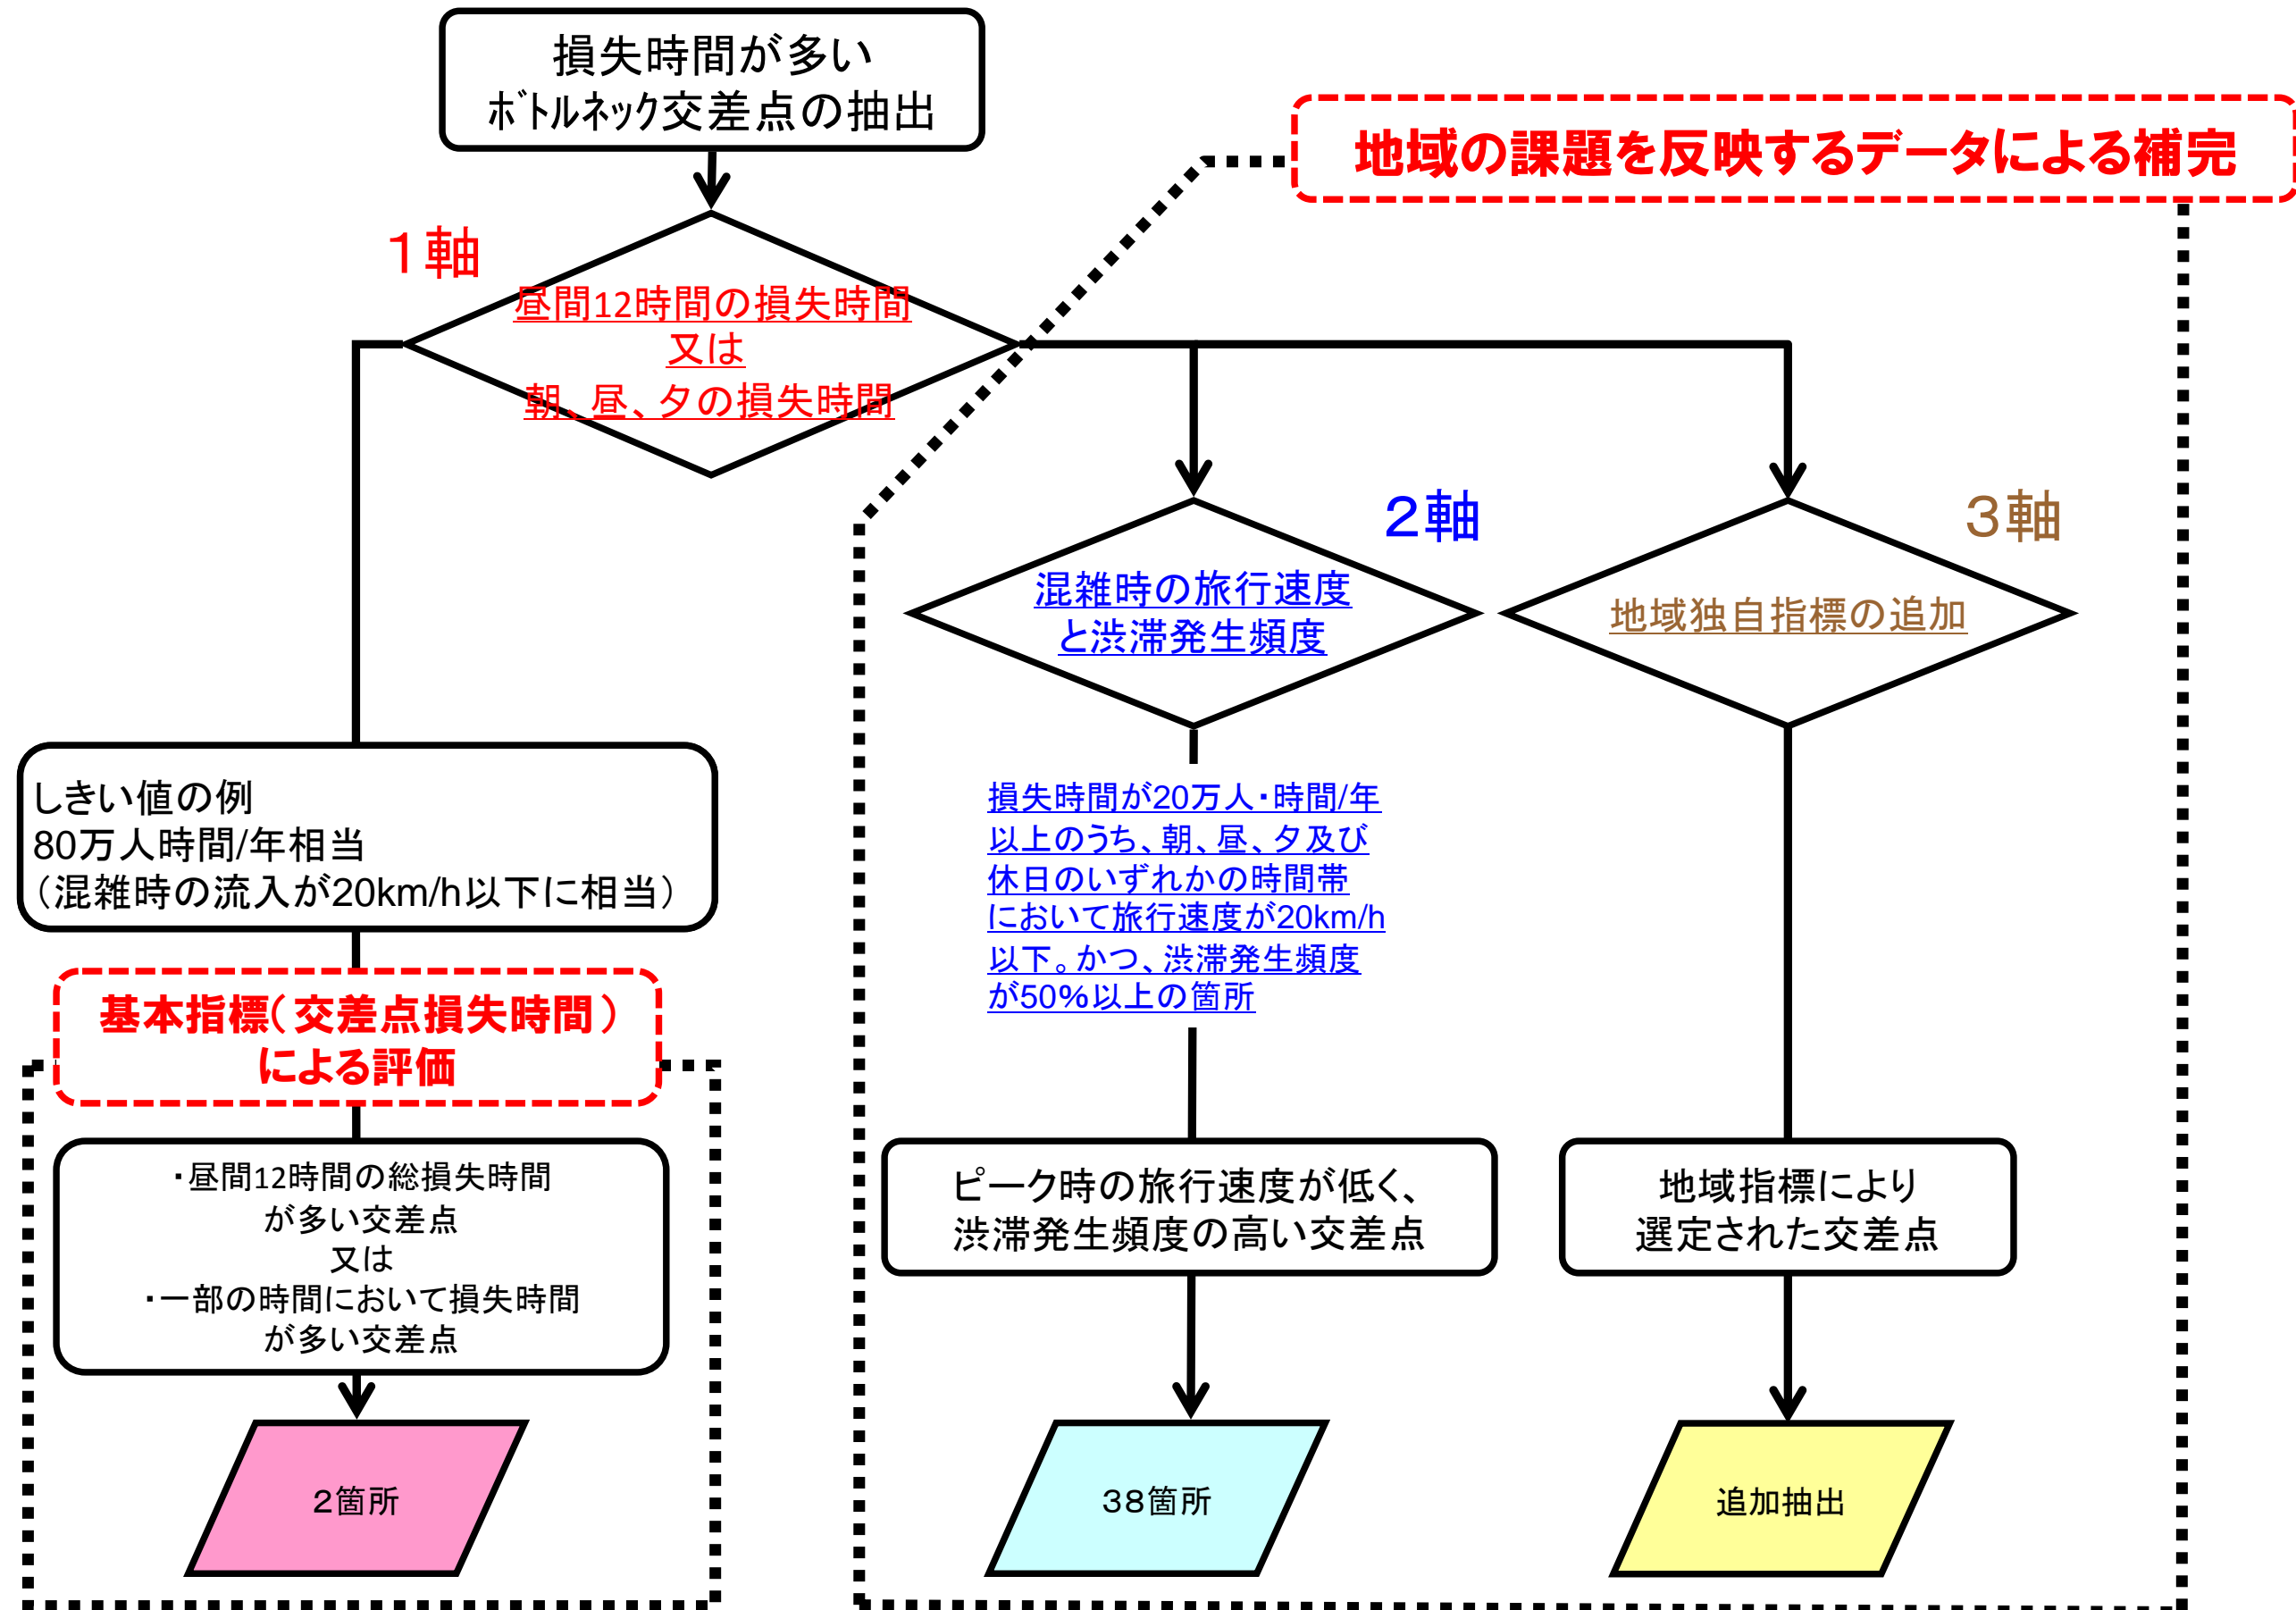 損失時間が多い
ボトルネック交差点の抽出
地域の課題を反映するデータによる補完
1軸
昼間12時間の損失時間
又は
朝、昼、夕の損失時間
2軸
混雑時の旅行速度
と渋滞発生頻度
3軸
地域独自指標の追加
しきい値の例
80万人時間/年相当
（混雑時の流入が20km/h以下に相当）
損失時間が20万人・時間/年
以上のうち、朝、昼、夕及び
休日のいずれかの時間帯
において旅行速度が20km/h
以下。かつ、渋滞発生頻度
が50%以上の箇所
基本指標（交差点損失時間）
による評価
・昼間12時間の総損失時間
が多い交差点
又は
・一部の時間において損失時間
が多い交差点
ピーク時の旅行速度が低く、
渋滞発生頻度の高い交差点
地域指標により
選定された交差点
2箇所
38箇所
追加抽出